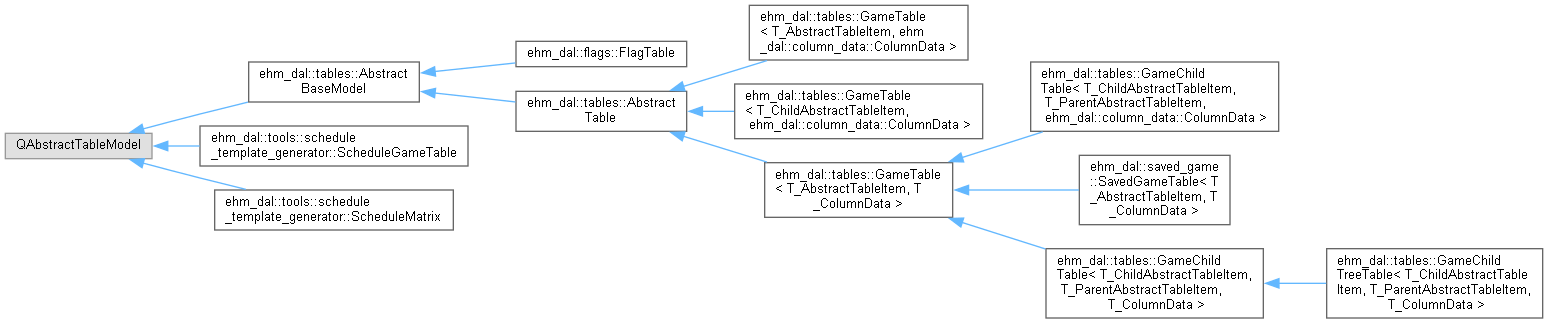 QAbstractTableModel
ehm_dal::tables::Abstract
BaseModel
ehm_dal::tools::schedule
_template_generator::ScheduleGameTable
ehm_dal::tools::schedule
_template_generator::ScheduleMatrix
ehm_dal::flags::FlagTable
ehm_dal::tables::Abstract
Table
ehm_dal::tables::GameTable
< T_AbstractTableItem, ehm
_dal::column_data::ColumnData >
ehm_dal::tables::GameTable
< T_ChildAbstractTableItem,
ehm_dal::column_data::ColumnData >
ehm_dal::tables::GameTable
< T_AbstractTableItem, T
_ColumnData >
ehm_dal::tables::GameChild
Table< T_ChildAbstractTableItem,
T_ParentAbstractTableItem,
ehm_dal::column_data::ColumnData >
ehm_dal::saved_game
::SavedGameTable< T
_AbstractTableItem, T
_ColumnData >
ehm_dal::tables::GameChild
Table< T_ChildAbstractTableItem,
T_ParentAbstractTableItem,
T_ColumnData >
ehm_dal::tables::GameChild
TreeTable< T_ChildAbstractTable
Item, T_ParentAbstractTableItem,
T_ColumnData >